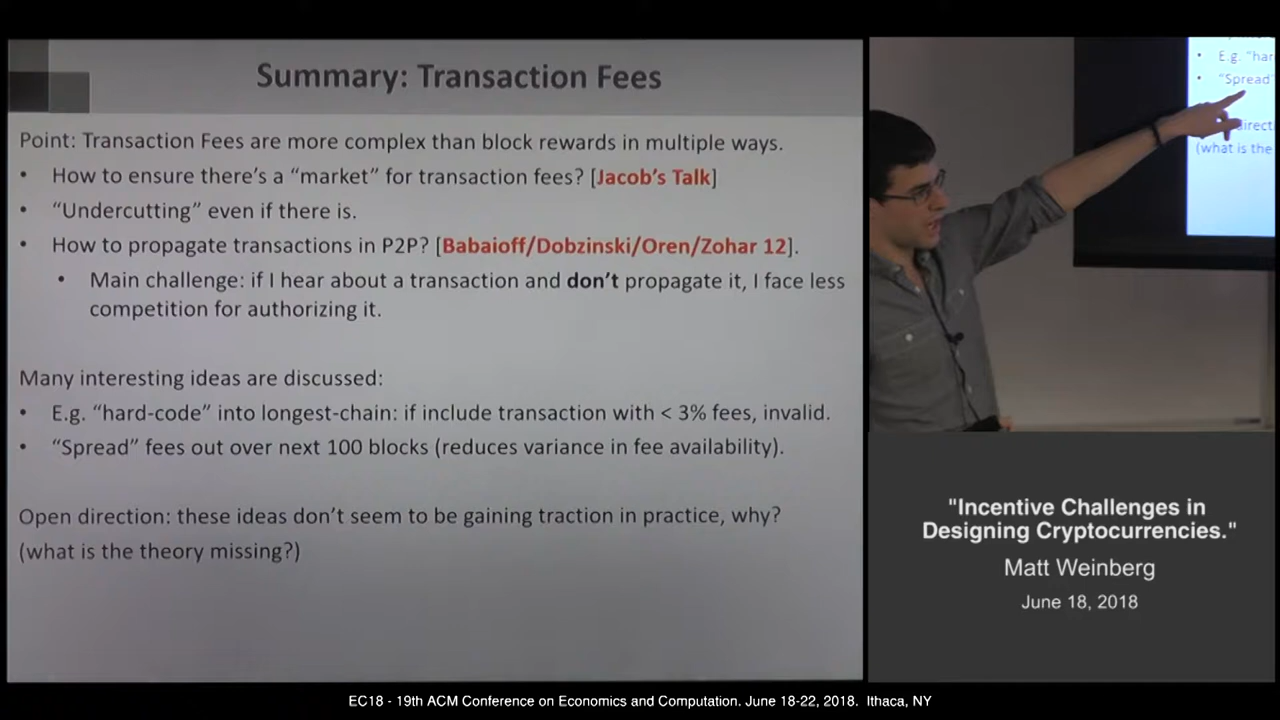 Summary: Transaction Fees
Point: Transaction Fees are more complex than block rewards in multiple ways.
• How to ensure there's a “market” for transaction fees? [Jacob's Talk]
• “Undercutting” even if there is.
• How to propagate transactions in P2P? [Babaioff/Dobzinski/Oren/Zohar 12].
• Main challenge: if I hear about a transaction and don't propagate it, I face less
competition for authorizing it.
Many interesting ideas are discussed:
• E.g. “hard-code” into longest-chain: if include transaction with < 3% fees, invalid.
• “Spread” fees out over next 100 blocks (reduces variance in fee availability).
Open direction: these ideas don't seem to be gaining traction in practice, why?
(what is the theory missing?)
• E.g. “har
• “Spread”
direct
(what is the
"Incentive Challenges in
Designing Cryptocurrencies."
Matt Weinberg
June 18, 2018
EC18 - 19th ACM Conference on Economics and Computation. June 18-22, 2018. Ithaca, NY